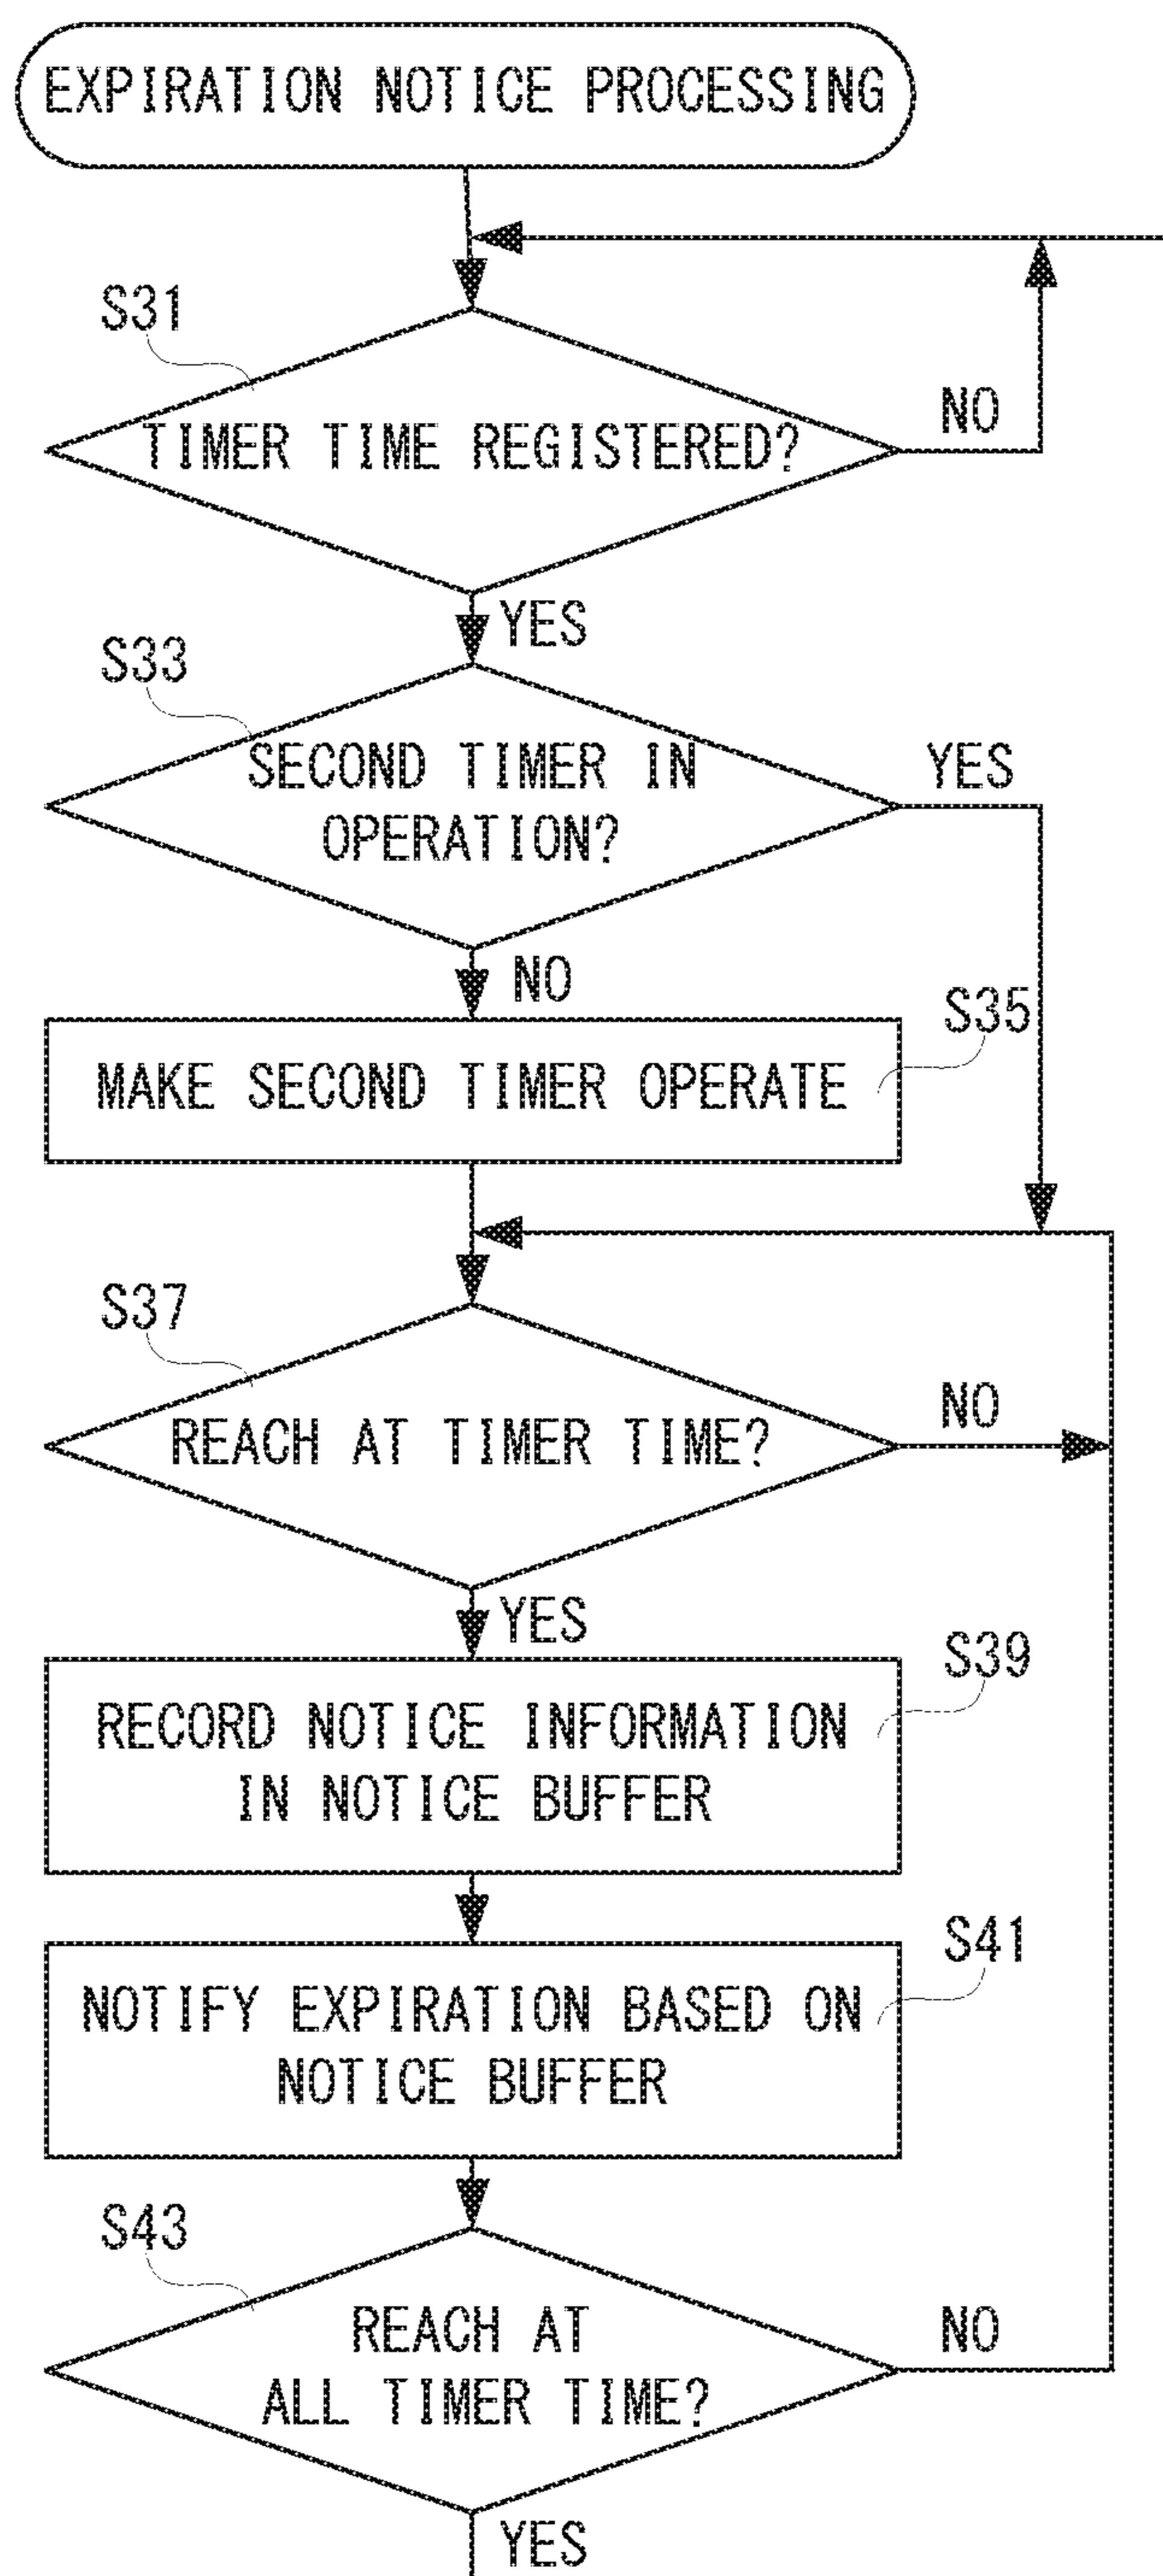 EXPIRATION NOTICE PROCESSING
S31
NO
TIMER TIME REGISTERED?
YES
S33
SECOND TIMER IN
OPERATION?
YES
NO
S35
MAKE SECOND TIMER OPERATE
S37
NO
REACH AT TIMER TIME?
YES
S39
RECORD NOTICE INFORMATION
IN NOTICE BUFFER
S41
NOTIFY EXPIRATION BASED ON
NOTICE BUFFER
S43
REACH AT
ALL TIMER TIME?
NO
YES